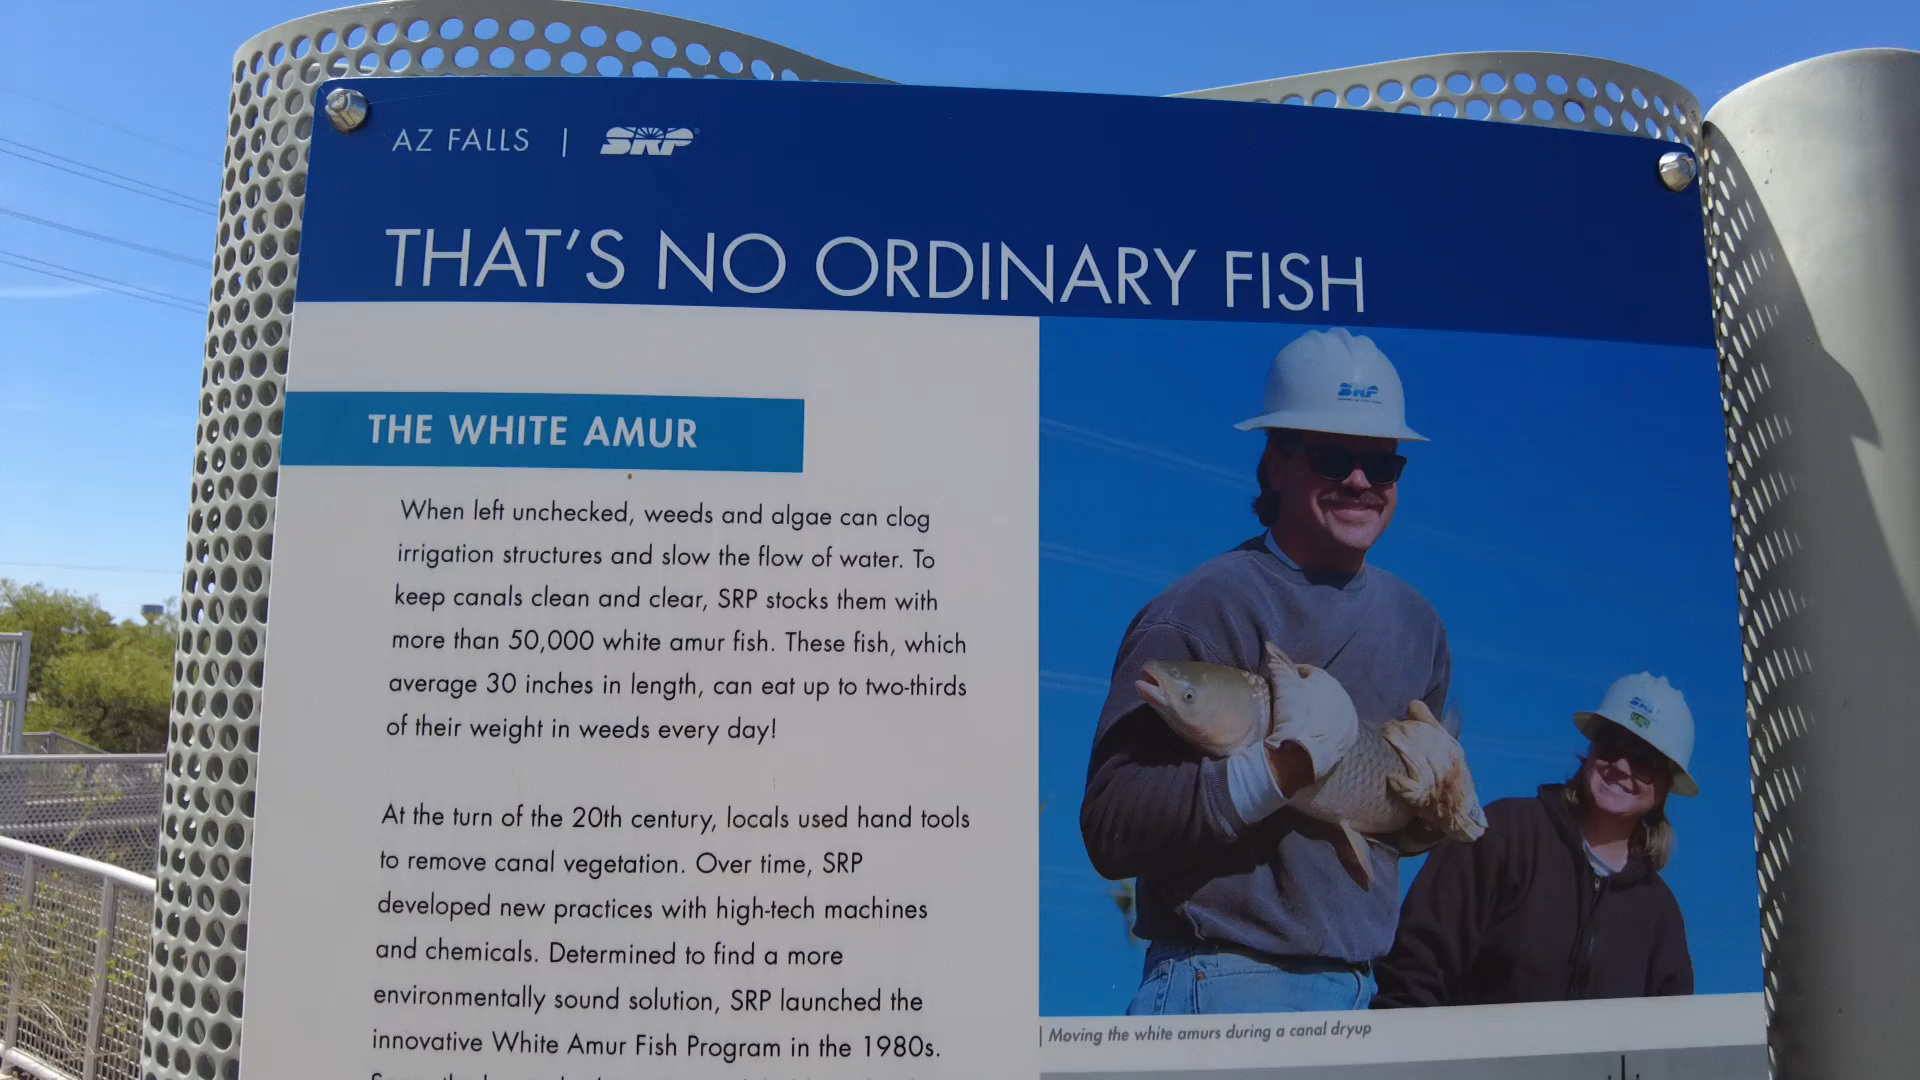 AZ FALLS | SRP
THAT'S NO ORDINARY FISH
THE WHITE AMUR
When left unchecked, weeds and algae can clog
irrigation structures and slow the flow of water. To
keep canals clean and clear, SRP stocks them with
more than 50,000 white amur fish. These fish, which
average 30 inches in length, can eat up to two-thirds
of their weight in weeds every day!
At the turn of the 20th century, locals used hand tools
to remove canal vegetation. Over time, SRP
developed new practices with high-tech machines
and chemicals. Determined to find a more
environmentally sound solution, SRP launched the
innovative White Amur Fish Program in the 1980s.
SRP
SRP
Moving the white amurs during a canal dryup